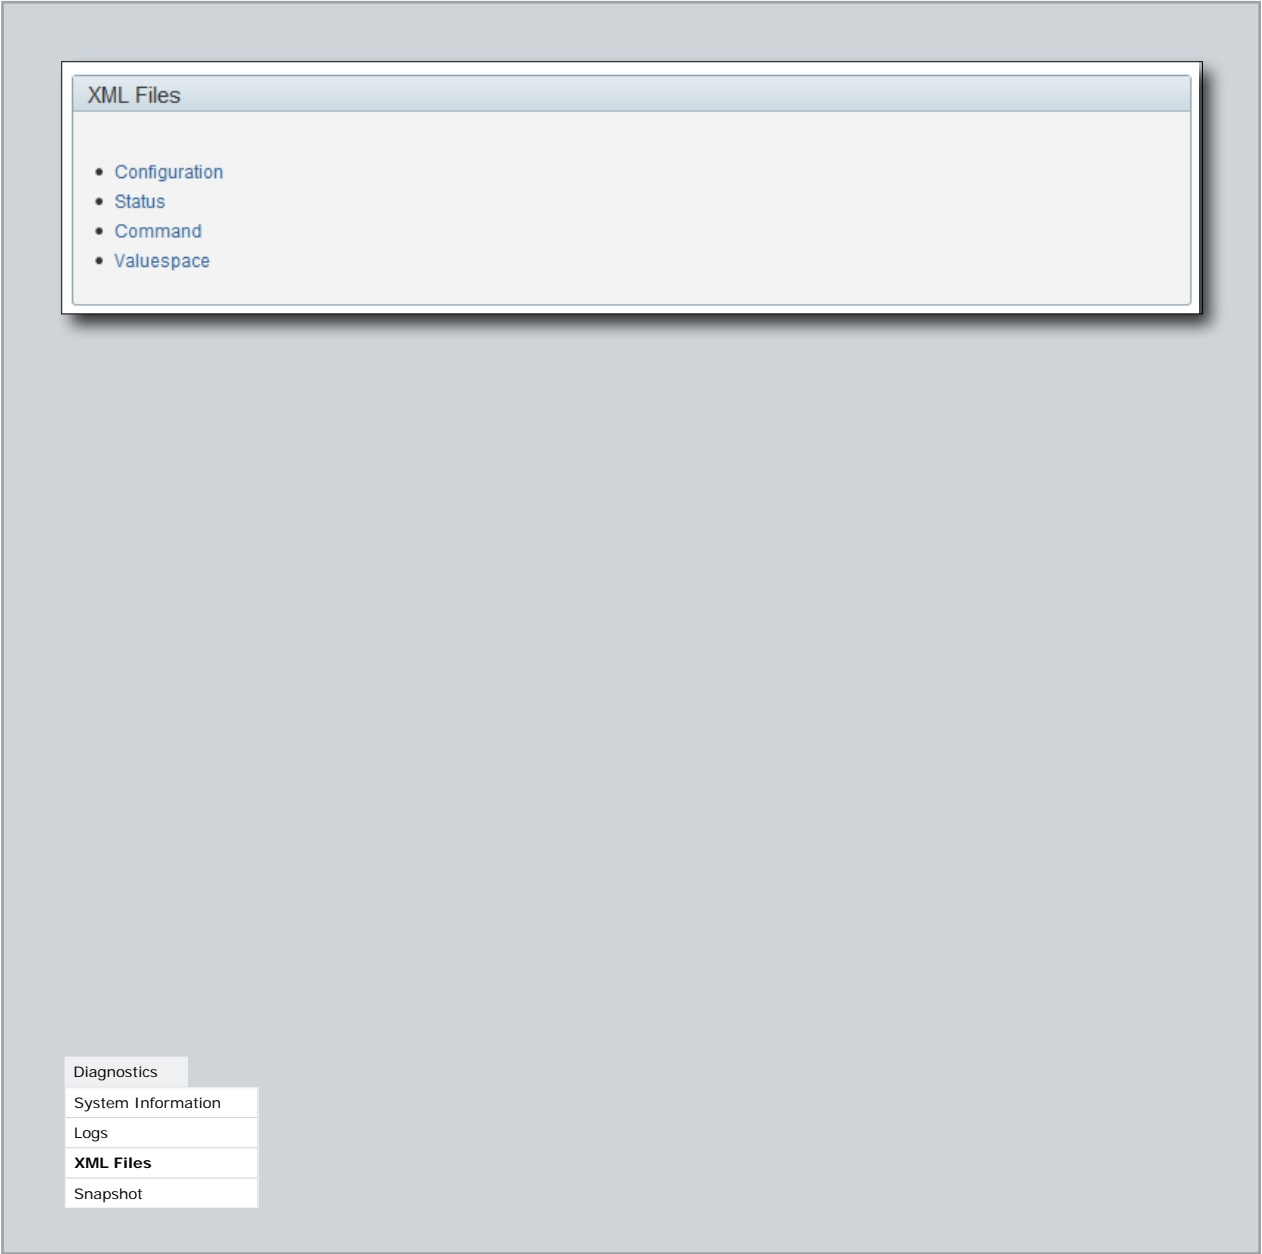 XML Files
Configuration
Status
Command
Valuespace
Diagnostics
System Information
Logs
XML Files
Snapshot